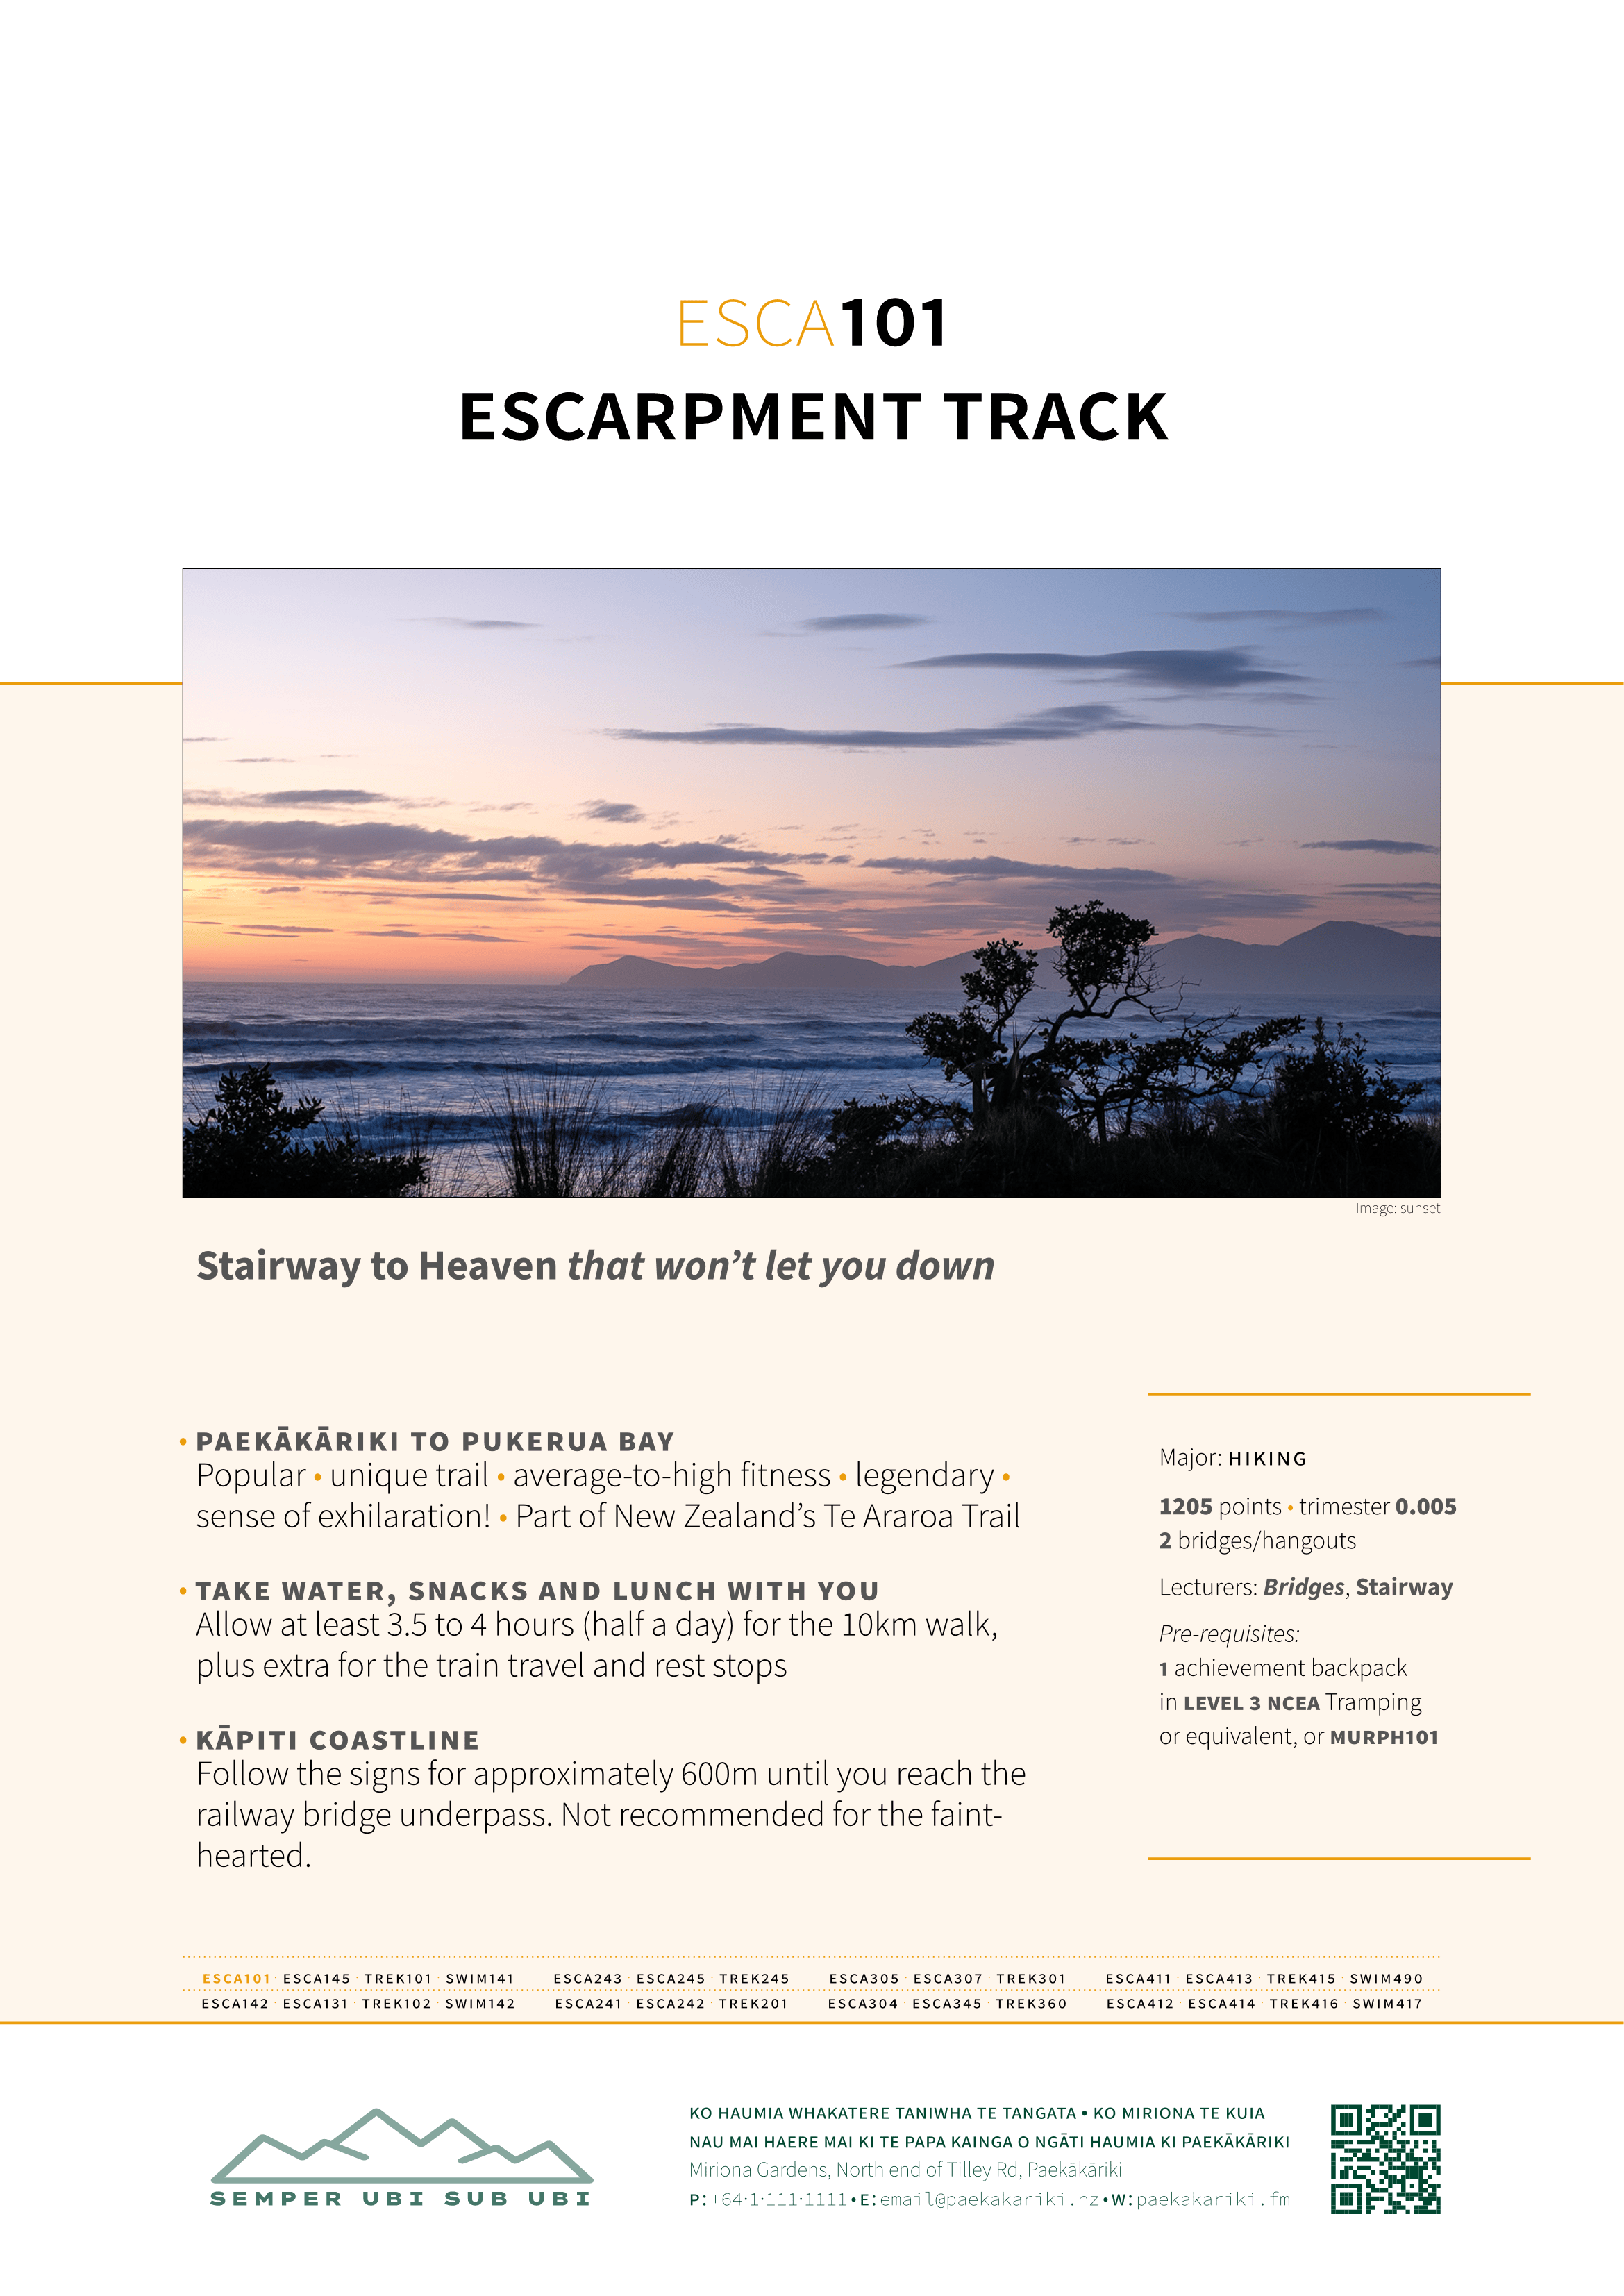 ESCA101
ESCARPMENT TRACK
Image: sunset
Stairway to Heaven that won’t let you down
• PAEKĀKĀRIKI TO PUKERUA BAY
Popular • unique trail • average-to-high fitness • legendary •
sense of exhilaration! • Part of New Zealand’s Te Araroa Trail
• TAKE WATER, SNACKS AND LUNCH WITH YOU
Allow at least 3.5 to 4 hours (half a day) for the 10km walk,
plus extra for the train travel and rest stops
• KĀPITI COASTLINE
Follow the signs for approximately 600m until you reach the
railway bridge underpass. Not recommended for the faint-
hearted.
Major: HIKING
1205 points • trimester 0.005
2 bridges/hangouts
Lecturers: Bridges, Stairway
Pre-requisites:
1 achievement backpack
in LEVEL 3 NCEA Tramping
or equivalent, or MURPH101
ESCA101 · ESCA145 · TREK101 · SWIM141 ESCA243 · ESCA245 · TREK245 ESCA305 · ESCA307 · TREK301 ESCA411 · ESCA413 · TREK415 · SWIM490
ESCA142 · ESCA131 · TREK102 · SWIM142 ESCA241 · ESCA242 · TREK201 ESCA304 · ESCA345 · TREK360 ESCA412 · ESCA414 · TREK416 · SWIM417
SEMPER UBI SUB UBI
KO HAUMIA WHAKATERE TANIWHA TE TANGATA • KO MIRIONA TE KUIA
NAU MAI HAERE MAI KI TE PAPA KAINGA O NGĀTI HAUMIA KI PAEKĀKĀRIKI
Miriona Gardens, North end of Tilley Rd, Paekākāriki
P: +64·1·111·1111 • E: email@paekakariki.nz • W: paekakariki.fm